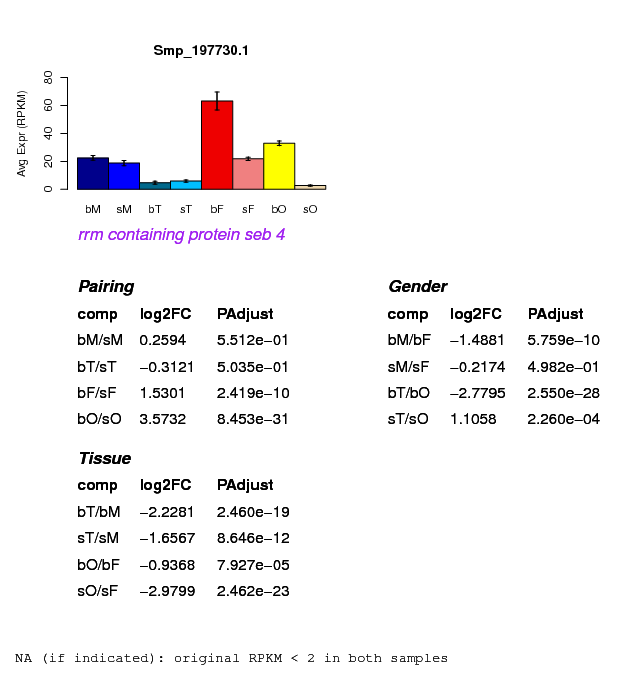 Smp_197730.1
Avg Expr (RPKM)
0 20 40 60 80
bM sM bT sT bF sF bO sO
rrm containing protein seb 4
Pairing
comp log2FC PAdjust
bM/sM 0.2594 5.512e−01
bT/sT −0.3121 5.035e−01
bF/sF 1.5301 2.419e−10
bO/sO 3.5732 8.453e−31
Gender
comp log2FC PAdjust
bM/bF −1.4881 5.759e−10
sM/sF −0.2174 4.982e−01
bT/bO −2.7795 2.550e−28
sT/sO 1.1058 2.260e−04
Tissue
comp log2FC PAdjust
bT/bM −2.2281 2.460e−19
sT/sM −1.6567 8.646e−12
bO/bF −0.9368 7.927e−05
sO/sF −2.9799 2.462e−23
NA (if indicated): original RPKM < 2 in both samples